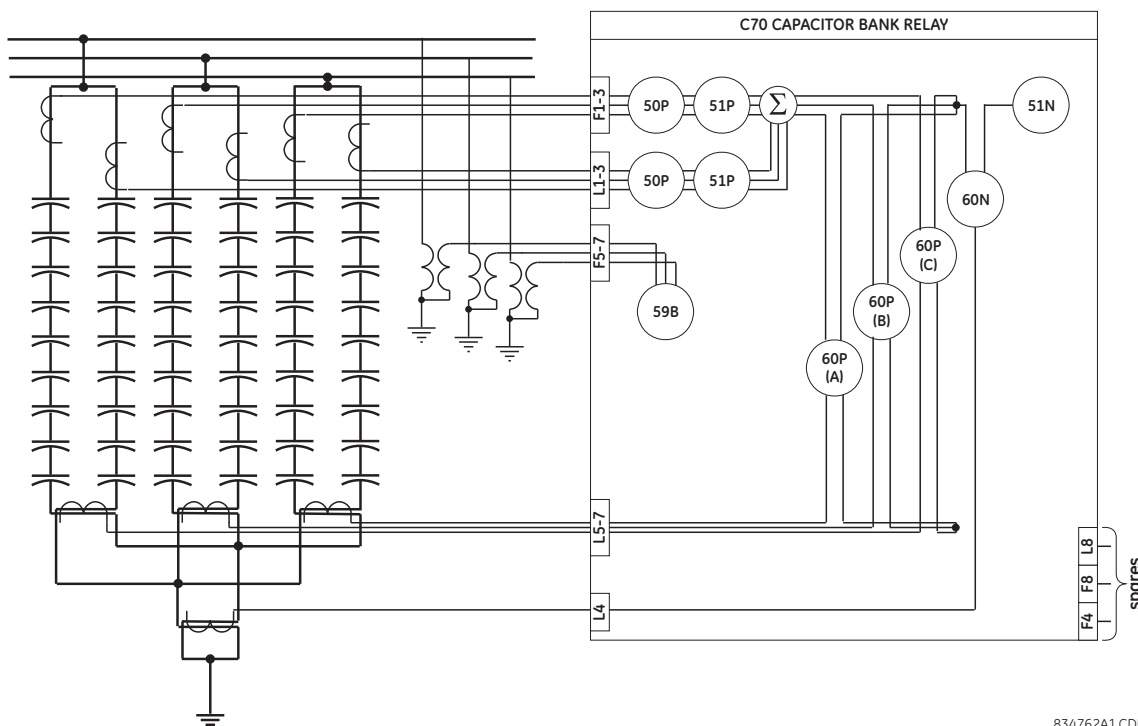 C70 CAPACITOR BANK RELAY
F1-3
50P
51P
Σ
51N
L1-3
50P
51P
60N
F5-7
60P
(C)
59B
60P
(B)
60P
(A)
L5-7
L8
F8
F4
spares
L4
834762A1.CD